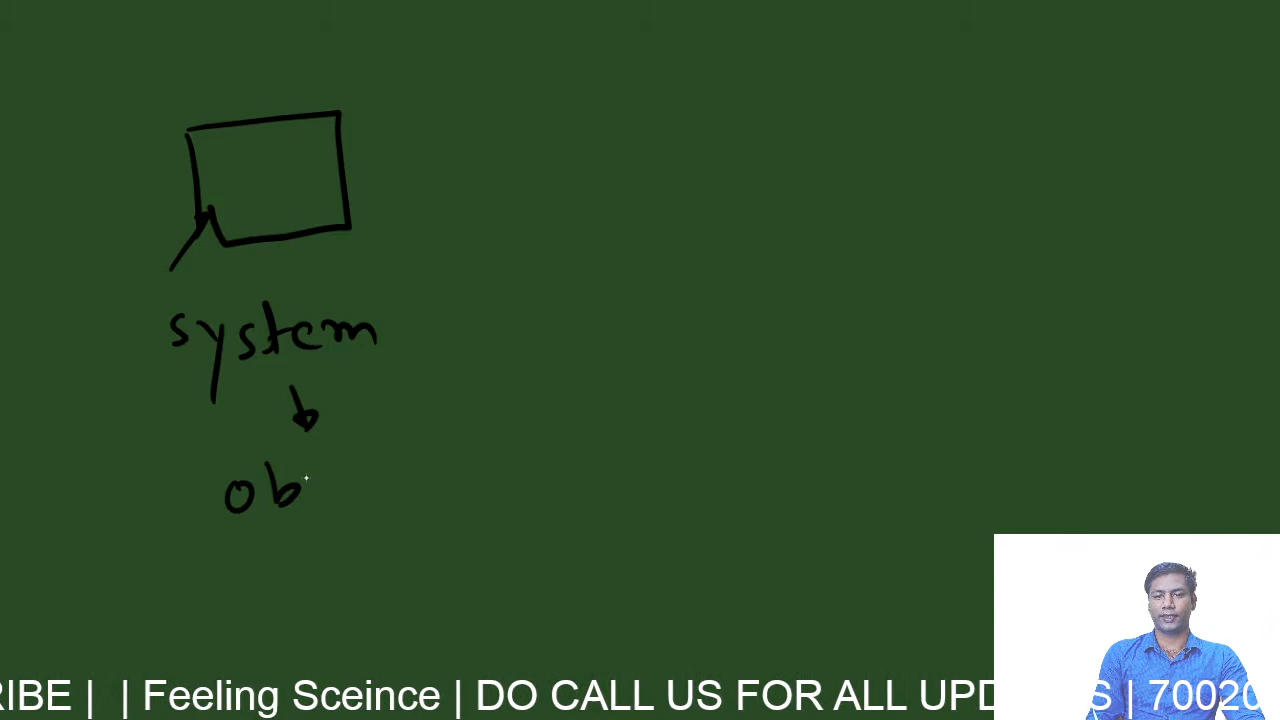 system
ob
RIBE | | Feeling Sceince | DO CALL US FOR ALL UPD S | 70020